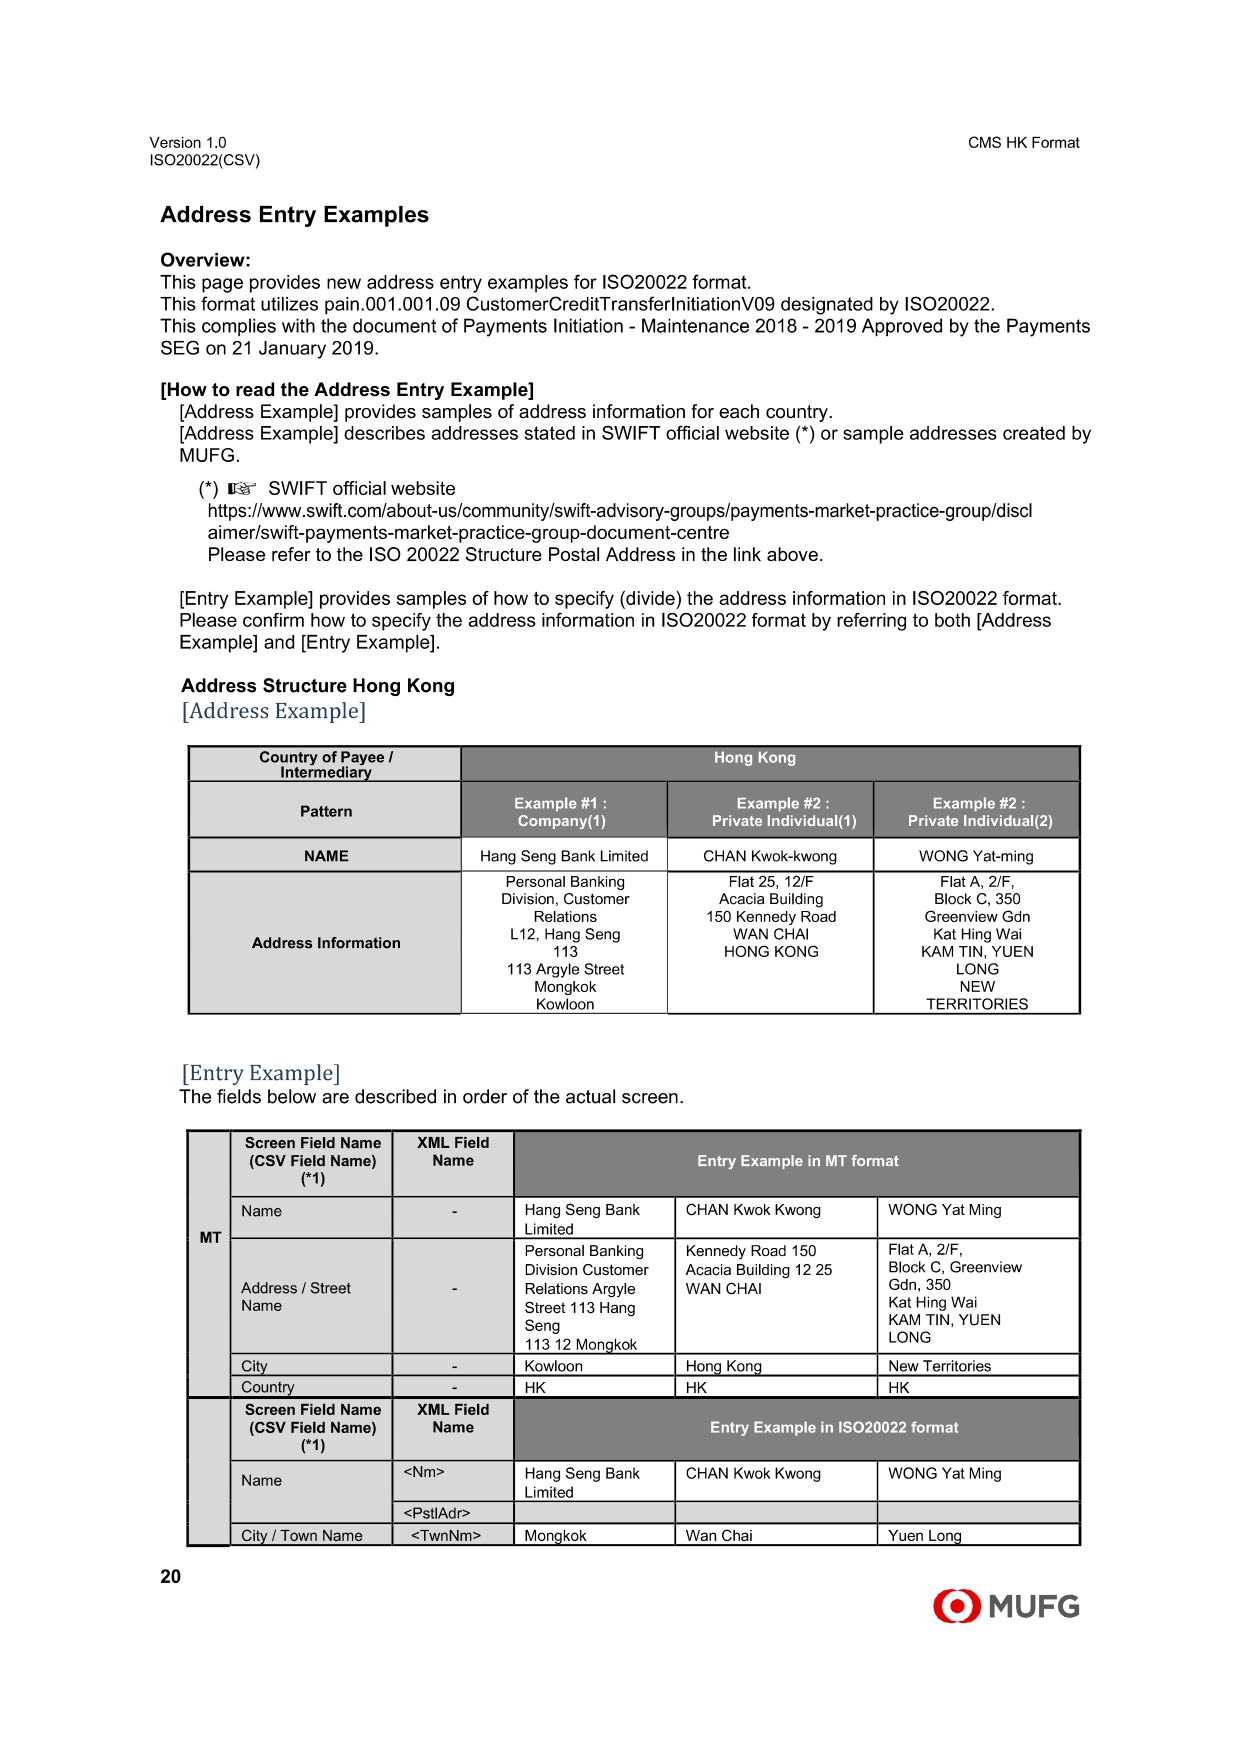 Version 1.0
CMS HK Format
ISO20022(CSV)
Address Entry Examples
Overview:
This page provides new address entry examples for ISO20022 format.
This format utilizes pain.001.001.09 CustomerCreditTransferInitiationV09 designated by ISO20022.
This complies with the document of Payments Initiation - Maintenance 2018 - 2019 Approved by the Payments
SEG on 21 January 2019.
[How to read the Address Entry Example]
[Address Example] provides samples of address information for each country.
[Address Example] describes addresses stated in SWIFT official website (*) or sample addresses created by
MUFG.
(*) ☞ SWIFT official website
https://www.swift.com/about-us/community/swift-advisory-groups/payments-market-practice-group/discl
aimer/swift-payments-market-practice-group-document-centre
Please refer to the ISO 20022 Structure Postal Address in the link above.
[Entry Example] provides samples of how to specify (divide) the address information in ISO20022 format.
Please confirm how to specify the address information in ISO20022 format by referring to both [Address
Example] and [Entry Example].
Address Structure Hong Kong
[Address Example]
Country of Payee /
Intermediary
Hong Kong
Pattern
Example #1 :
Company(1)
Example #2 :
Private Individual(1)
Example #2 :
Private Individual(2)
NAME
Hang Seng Bank Limited
CHAN Kwok-kwong
WONG Yat-ming
Address Information
Personal Banking
Division, Customer
Relations
L12, Hang Seng
113
113 Argyle Street
Mongkok
Kowloon
Flat 25, 12/F
Acacia Building
150 Kennedy Road
WAN CHAI
HONG KONG
Flat A, 2/F,
Block C, 350
Greenview Gdn
Kat Hing Wai
KAM TIN, YUEN
LONG
NEW
TERRITORIES
[Entry Example]
The fields below are described in order of the actual screen.
MT
Screen Field Name
(CSV Field Name)
(*1)
XML Field
Name
Entry Example in MT format
Name
-
Hang Seng Bank
Limited
CHAN Kwok Kwong
WONG Yat Ming
Address / Street
Name
-
Personal Banking
Division Customer
Relations Argyle
Street 113 Hang
Seng
113 12 Mongkok
Kennedy Road 150
Acacia Building 12 25
WAN CHAI
Flat A, 2/F,
Block C, Greenview
Gdn, 350
Kat Hing Wai
KAM TIN, YUEN
LONG
City
-
Kowloon
Hong Kong
New Territories
Country
-
HK
HK
HK
Screen Field Name
(CSV Field Name)
(*1)
XML Field
Name
Entry Example in ISO20022 format
Name
<Nm>
Hang Seng Bank
Limited
CHAN Kwok Kwong
WONG Yat Ming
<PstlAdr>
City / Town Name
<TwnNm>
Mongkok
Wan Chai
Yuen Long
20
MUFG